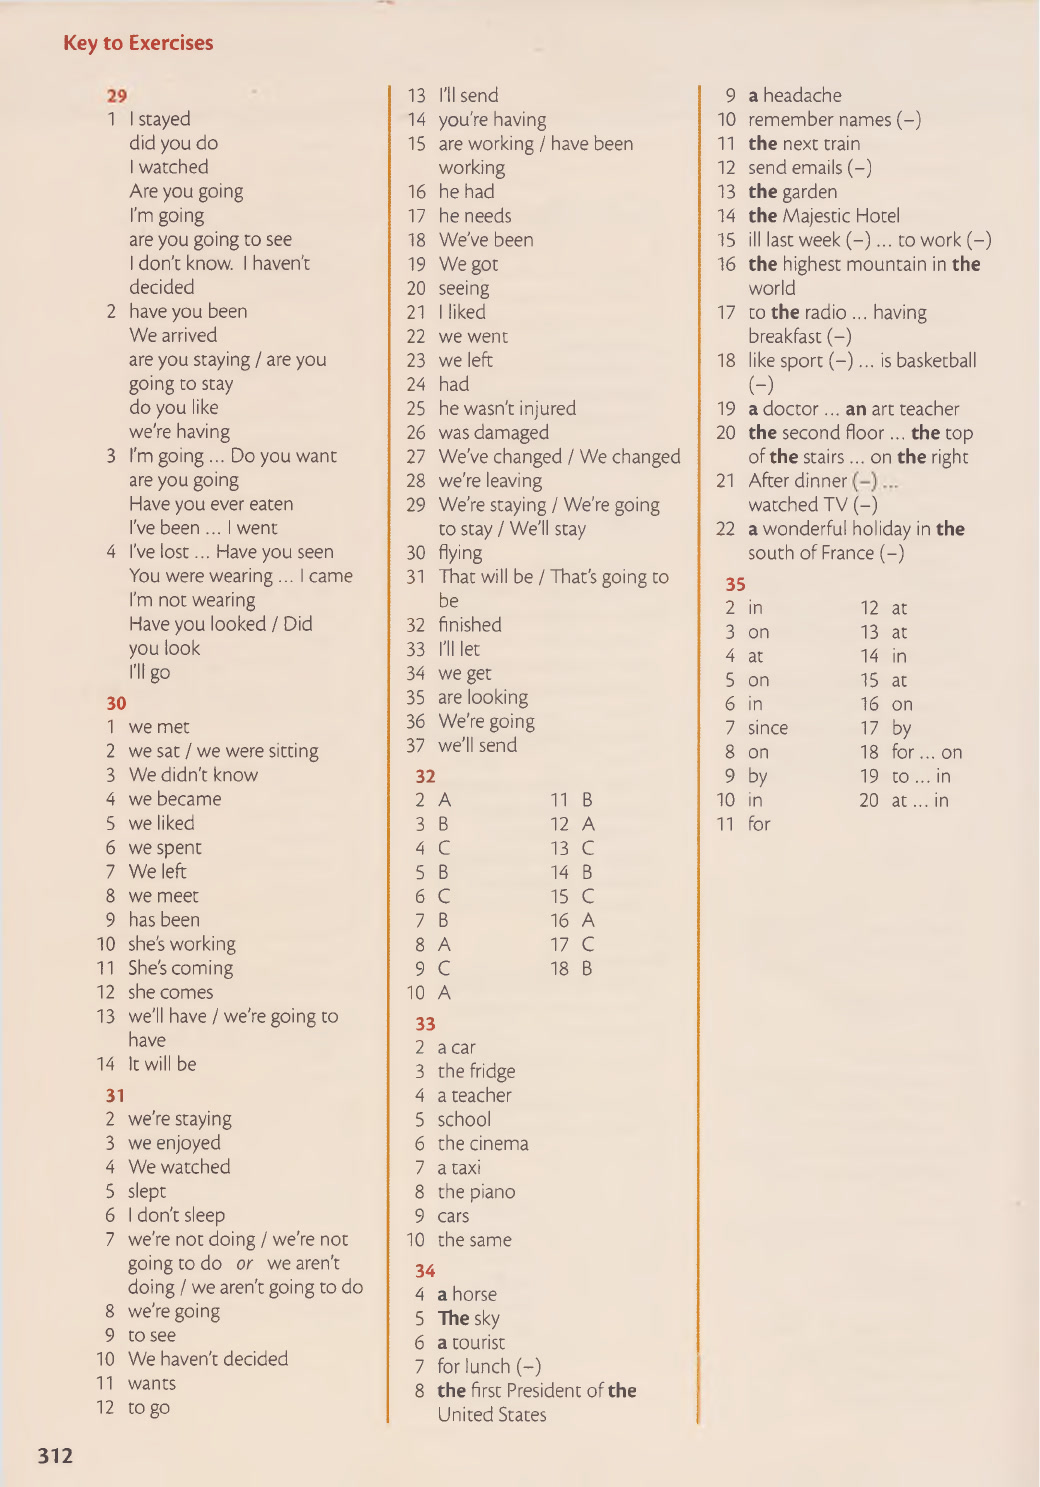 Key to Exercises
29
1 I stayed
did you do
I watched
Are you going
I'm going
are you going to see
I don't know. I haven't
decided
2 have you been
We arrived
are you staying / are you
going to stay
do you like
we're having
3 I'm going ... Do you want
are you going
Have you ever eaten
I've been ... I went
4 I've lost ... Have you seen
You were wearing ... I came
I'm not wearing
Have you looked / Did
you look
I'll go
30
1 we met
2 we sat / we were sitting
3 We didn't know
4 we became
5 we liked
6 we spent
7 We left
8 we meet
9 has been
10 she's working
11 She's coming
12 she comes
13 we'll have / we're going to
have
14 It will be
31
2 we're staying
3 we enjoyed
4 We watched
5 slept
6 I don't sleep
7 we're not doing / we're not
going to do or we aren't
doing / we aren't going to do
8 we're going
9 to see
10 We haven't decided
11 wants
12 to go
13 I'll send
14 you're having
15 are working / have been
working
16 he had
17 he needs
18 We've been
19 We got
20 seeing
21 I liked
22 we went
23 we left
24 had
25 he wasn't injured
26 was damaged
27 We've changed / We changed
28 we're leaving
29 We're staying / We're going
to stay / We'll stay
30 flying
31 That will be / That's going to
be
32 finished
33 I'll let
34 we get
35 are looking
36 We're going
37 we'll send
32
2 A 11 B
3 B 12 A
4 C 13 C
5 B 14 B
6 C 15 C
7 B 16 A
8 A 17 C
9 C 18 B
10 A
33
2 a car
3 the fridge
4 a teacher
5 school
6 the cinema
7 a taxi
8 the piano
9 cars
10 the same
34
4 a horse
5 The sky
6 a tourist
7 for lunch (–)
8 the first President of the
United States
9 a headache
10 remember names (–)
11 the next train
12 send emails (–)
13 the garden
14 the Majestic Hotel
15 ill last week (–) ... to work (–)
16 the highest mountain in the
world
17 to the radio ... having
breakfast (–)
18 like sport (–) ... is basketball
(–)
19 a doctor ... an art teacher
20 the second floor ... the top
of the stairs ... on the right
21 After dinner (–) ...
watched TV (–)
22 a wonderful holiday in the
south of France (–)
35
2 in 12 at
3 on 13 at
4 at 14 in
5 on 15 at
6 in 16 on
7 since 17 by
8 on 18 for ... on
9 by 19 to ... in
10 in 20 at ... in
11 for
312